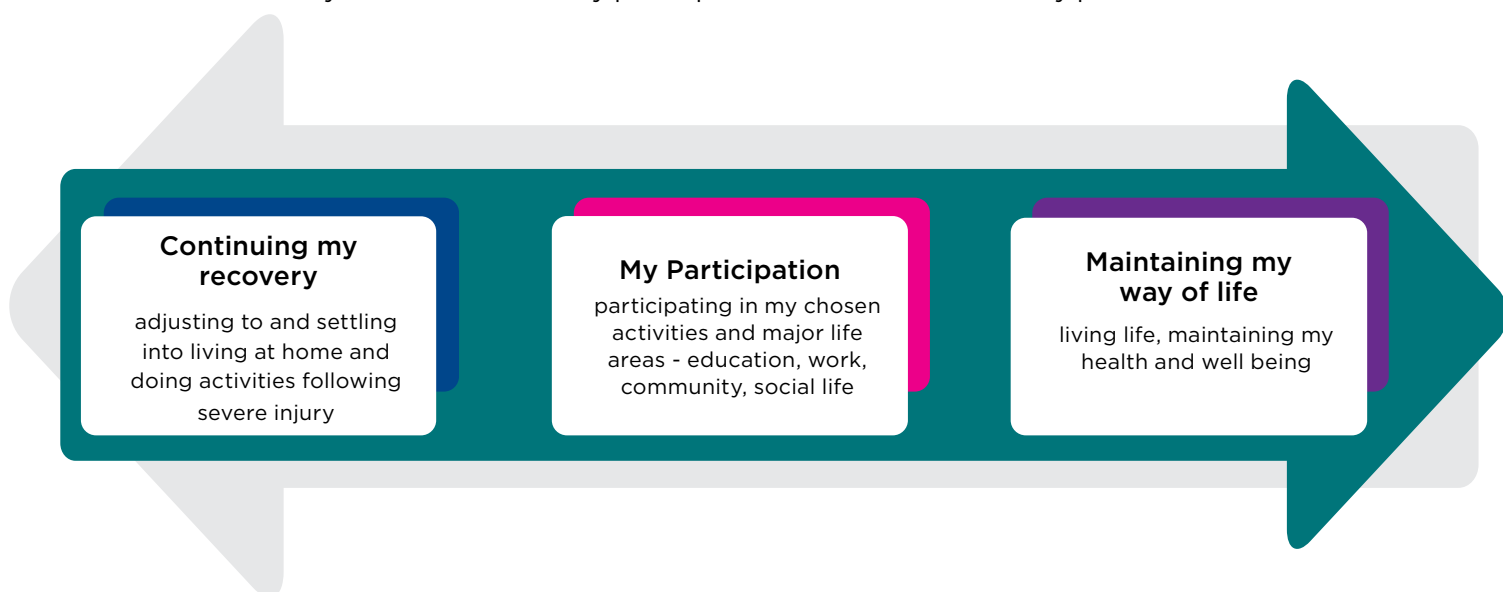 Continuing my
recovery
adjusting to and settling
into living at home and
doing activities following
severe injury
My Participation
participating in my chosen
activities and major life
areas - education, work,
community, social life
Maintaining my
way of life
living life, maintaining my
health and well being